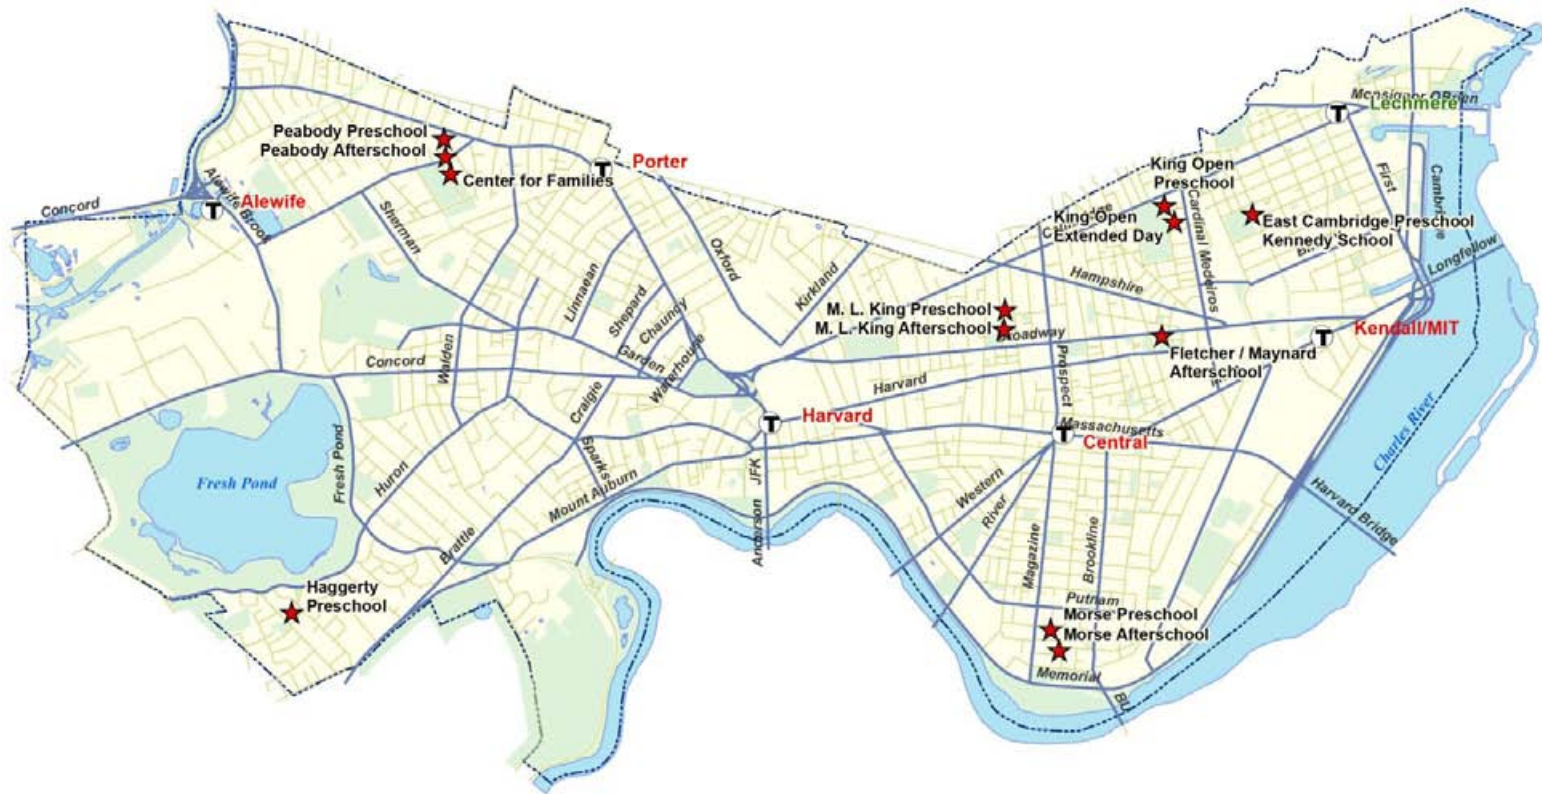 Monsignor OBrien
Lechmere
T
Peabody Preschool
Peabody Afterschool
Center for Families
T
Porter
King Open
Preschool
First
Cambridge
Concord
Alewife Brook
T
Alewife
Sherman
Cambridge
King Open
Extended Day
Cardinal Medeiros
East Cambridge Preschool
Kennedy School
Longfellow
Oxford
Kirkland
Hampshire
Linnaean
Shepard
Chauncy
M. L. King Preschool
M. L. King Afterschool
Broadway
T
Kendall/MIT
Fletcher / Maynard
Afterschool
Walden
Concord
Garden
Waterhouse
Craigie
Harvard
Prospect
T
Harvard
Massachusetts
T
Central
Charles River
Fresh Pond
Fresh Pond
Huron
Sparks
Mount Auburn
JFK
Anderson
Western
River
Magazine
Brookline
Harvard Bridge
Brattle
Haggerty
Preschool
Putnam
Morse Preschool
Morse Afterschool
Memorial
BU